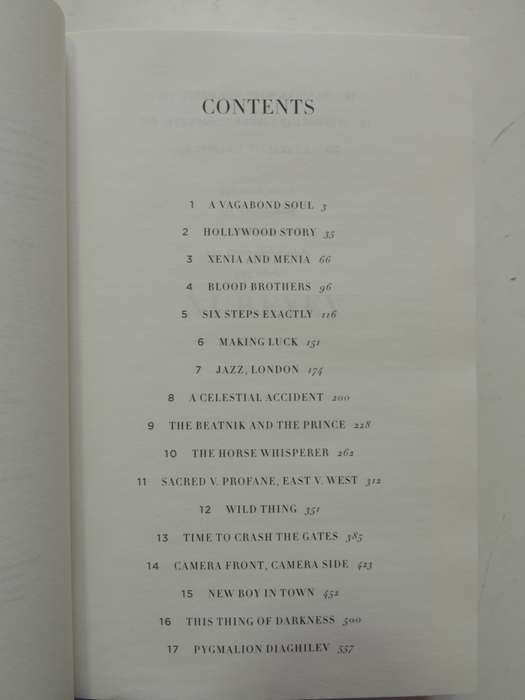 CONTENTS
1 A VAGABOND SOUL 3
2 HOLLYWOOD STORY 35
3 XENIA AND MENIA 66
4 BLOOD BROTHERS 96
5 SIX STEPS EXACTLY 116
6 MAKING LUCK 151
7 JAZZ, LONDON 174
8 A CELESTIAL ACCIDENT 200
9 THE BEATNIK AND THE PRINCE 228
10 THE HORSE WHISPERER 262
11 SACRED V. PROFANE, EAST V. WEST 312
12 WILD THING 351
13 TIME TO CRASH THE GATES 385
14 CAMERA FRONT, CAMERA SIDE 423
15 NEW BOY IN TOWN 452
16 THIS THING OF DARKNESS 500
17 PYGMALION DIAGHILEV 557